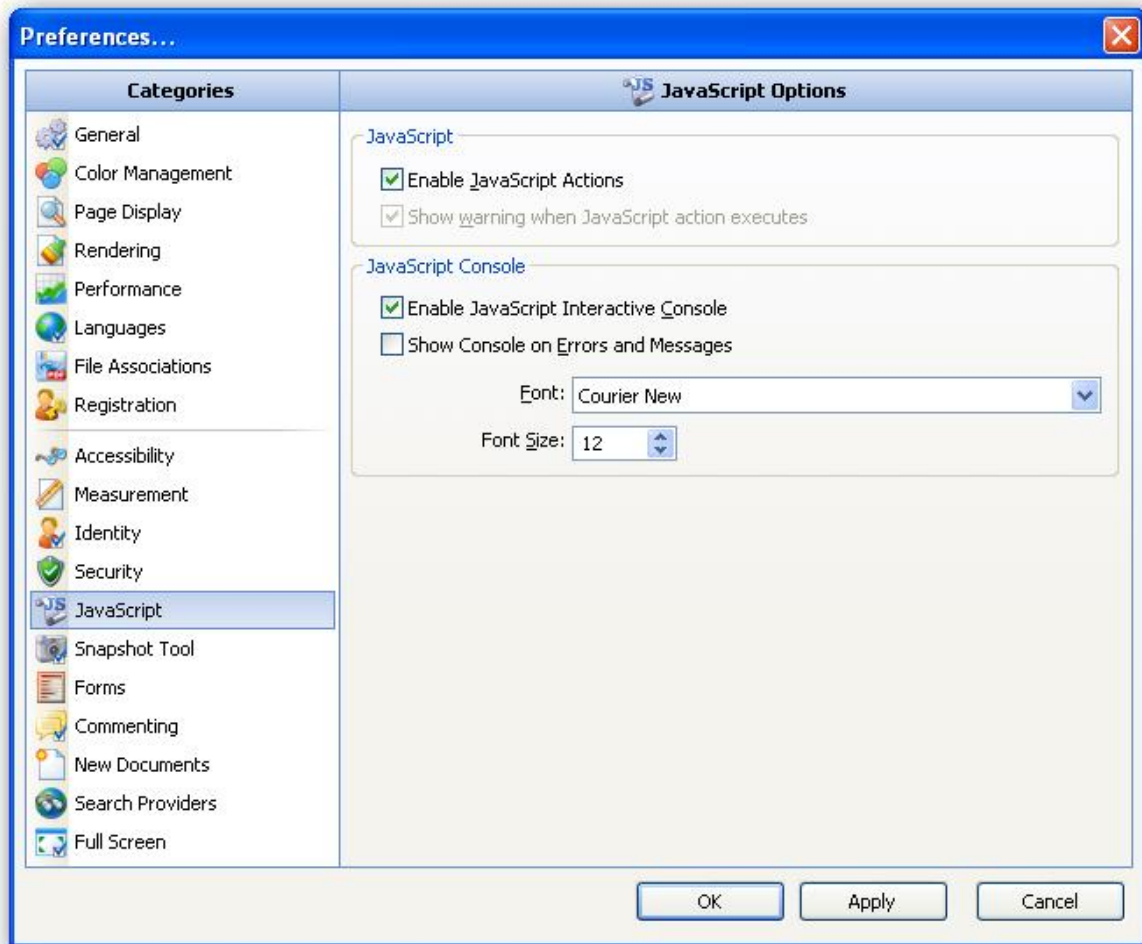 Preferences...
Categories
General
Color Management
Page Display
Rendering
Performance
Languages
File Associations
Registration
Accessibility
Measurement
Identity
Security
JavaScript
Snapshot Tool
Forms
Commenting
New Documents
Search Providers
Full Screen
JS JavaScript Options
JavaScript
Enable JavaScript Actions
Show warning when JavaScript action executes
JavaScript Console
Enable JavaScript Interactive Console
Show Console on Errors and Messages
Font: Courier New
Font Size: 12
OK Apply Cancel